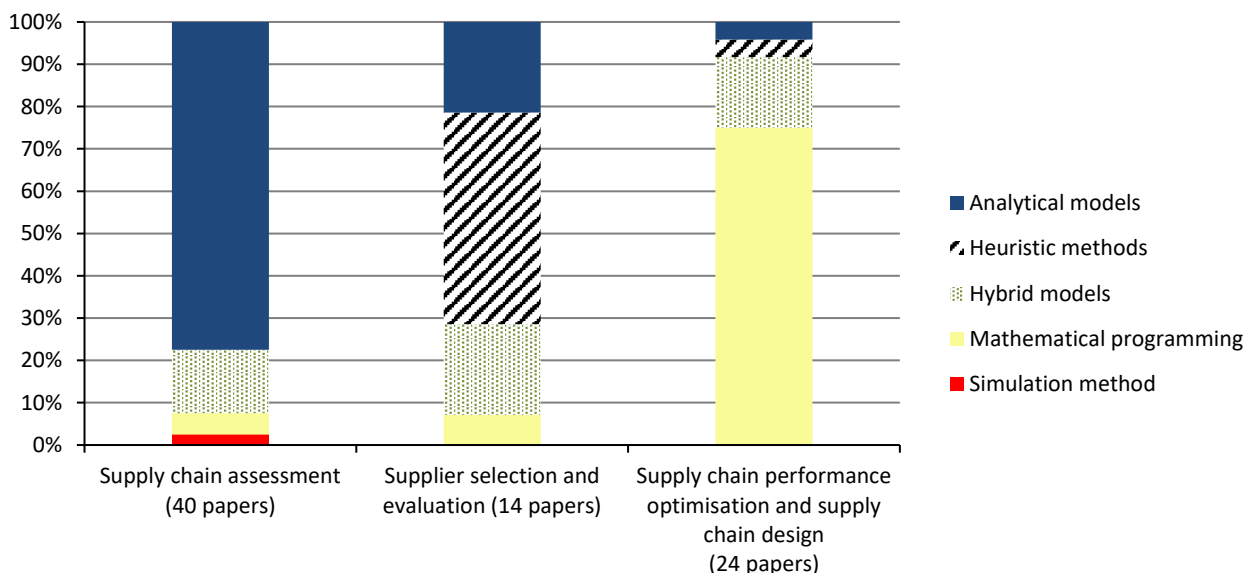 100%
90%
80%
70%
60%
50%
40%
30%
20%
10%
0%
Supply chain assessment
(40 papers)
Supplier selection and
evaluation (14 papers)
Supply chain performance
optimisation and supply
chain design
(24 papers)
Analytical models
Heuristic methods
Hybrid models
Mathematical programming
Simulation method